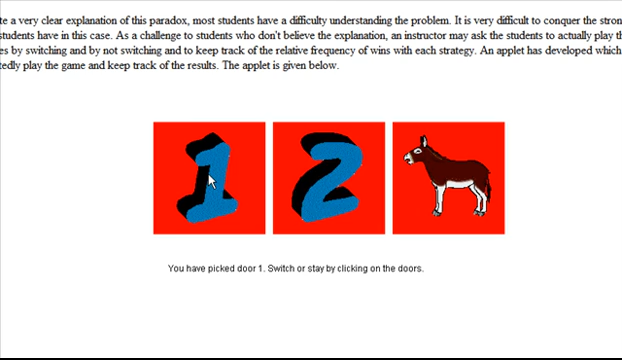 te a very clear explanation of this paradox, most students have a difficulty understanding the problem. It is very difficult to conquer the stron
students have in this case. As a challenge to students who don't believe the explanation, an instructor may ask the students to actually play th
es by switching and by not switching and to keep track of the relative frequency of wins with each strategy. An applet has developed which
tedly play the game and keep track of the results. The applet is given below.
1 2
You have picked door 1. Switch or stay by clicking on the doors.